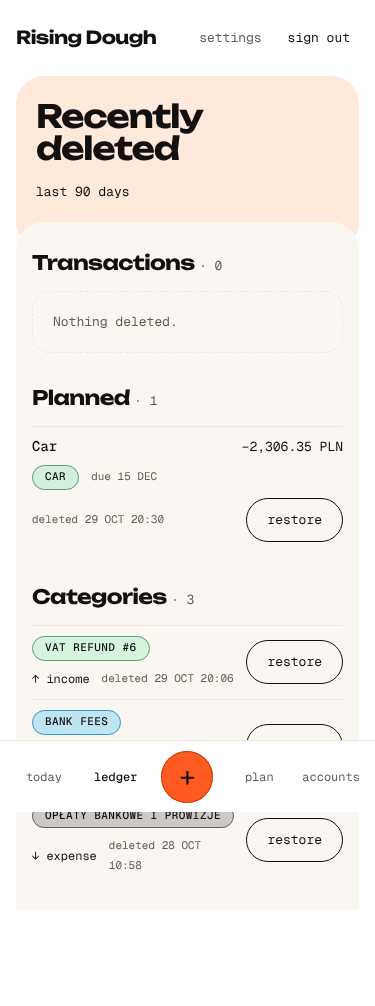 Rising Dough settings sign out
Recently
deleted
last 90 days
Transactions · 0
Nothing deleted.
Planned · 1
Car −2,306.35 PLN
CAR due 15 DEC
deleted 29 OCT 20:30 restore
Categories · 3
VAT REFUND #6
↑ income deleted 29 OCT 20:06 restore
BANK FEES
today ledger + plan accounts
OPŁATY BANKOWE I PROWIZJE
↓ expense deleted 28 OCT
10:58
restore